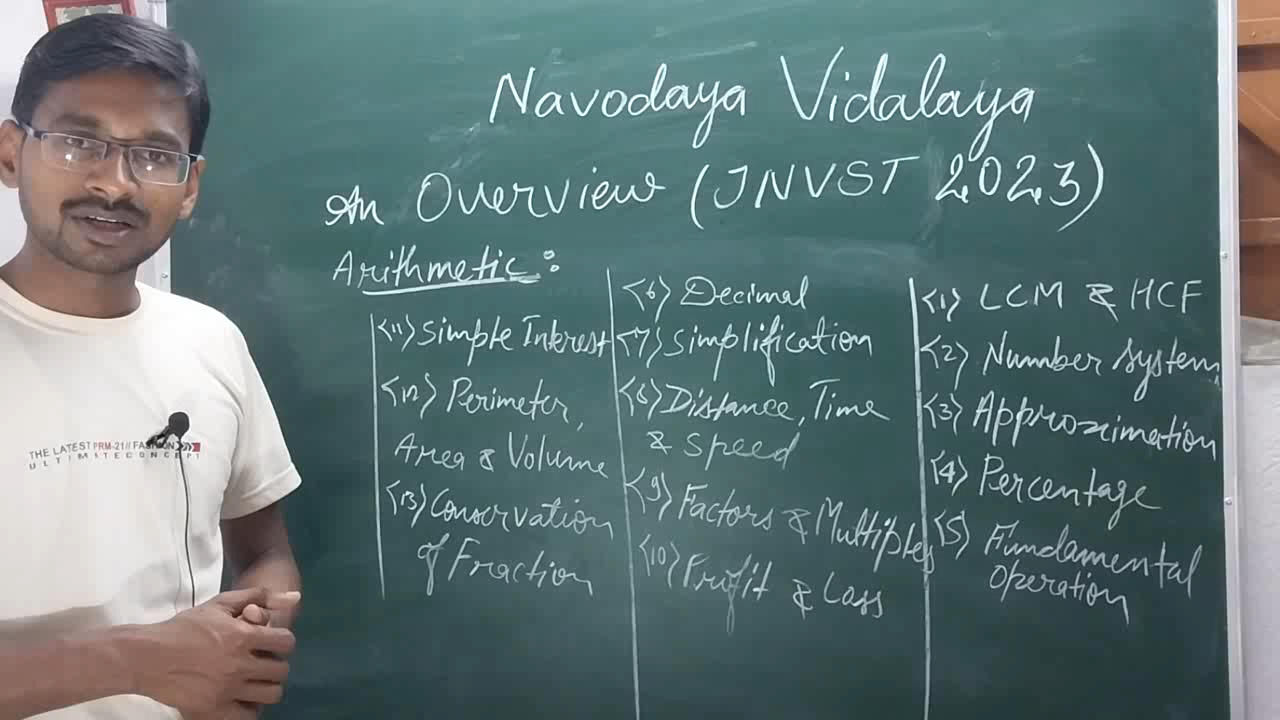 Navodaya Vidalaya
An Overview (JNVST 2023)
Arithmetic:
<11> Simple Interest
<12> Perimeter,
Area & Volume
<13> Conservation
of Fraction
<6> Decimal
<7> Simplification
<8> Distance, Time
& Speed
<9> Factors & Multiples
<10> Profit & Loss
<1> LCM & HCF
<2> Number System
<3> Approximation
<4> Percentage
<5> Fundamental
Operation
THE LATEST PRM-21// FASHION
ULTIMATECONCEPT